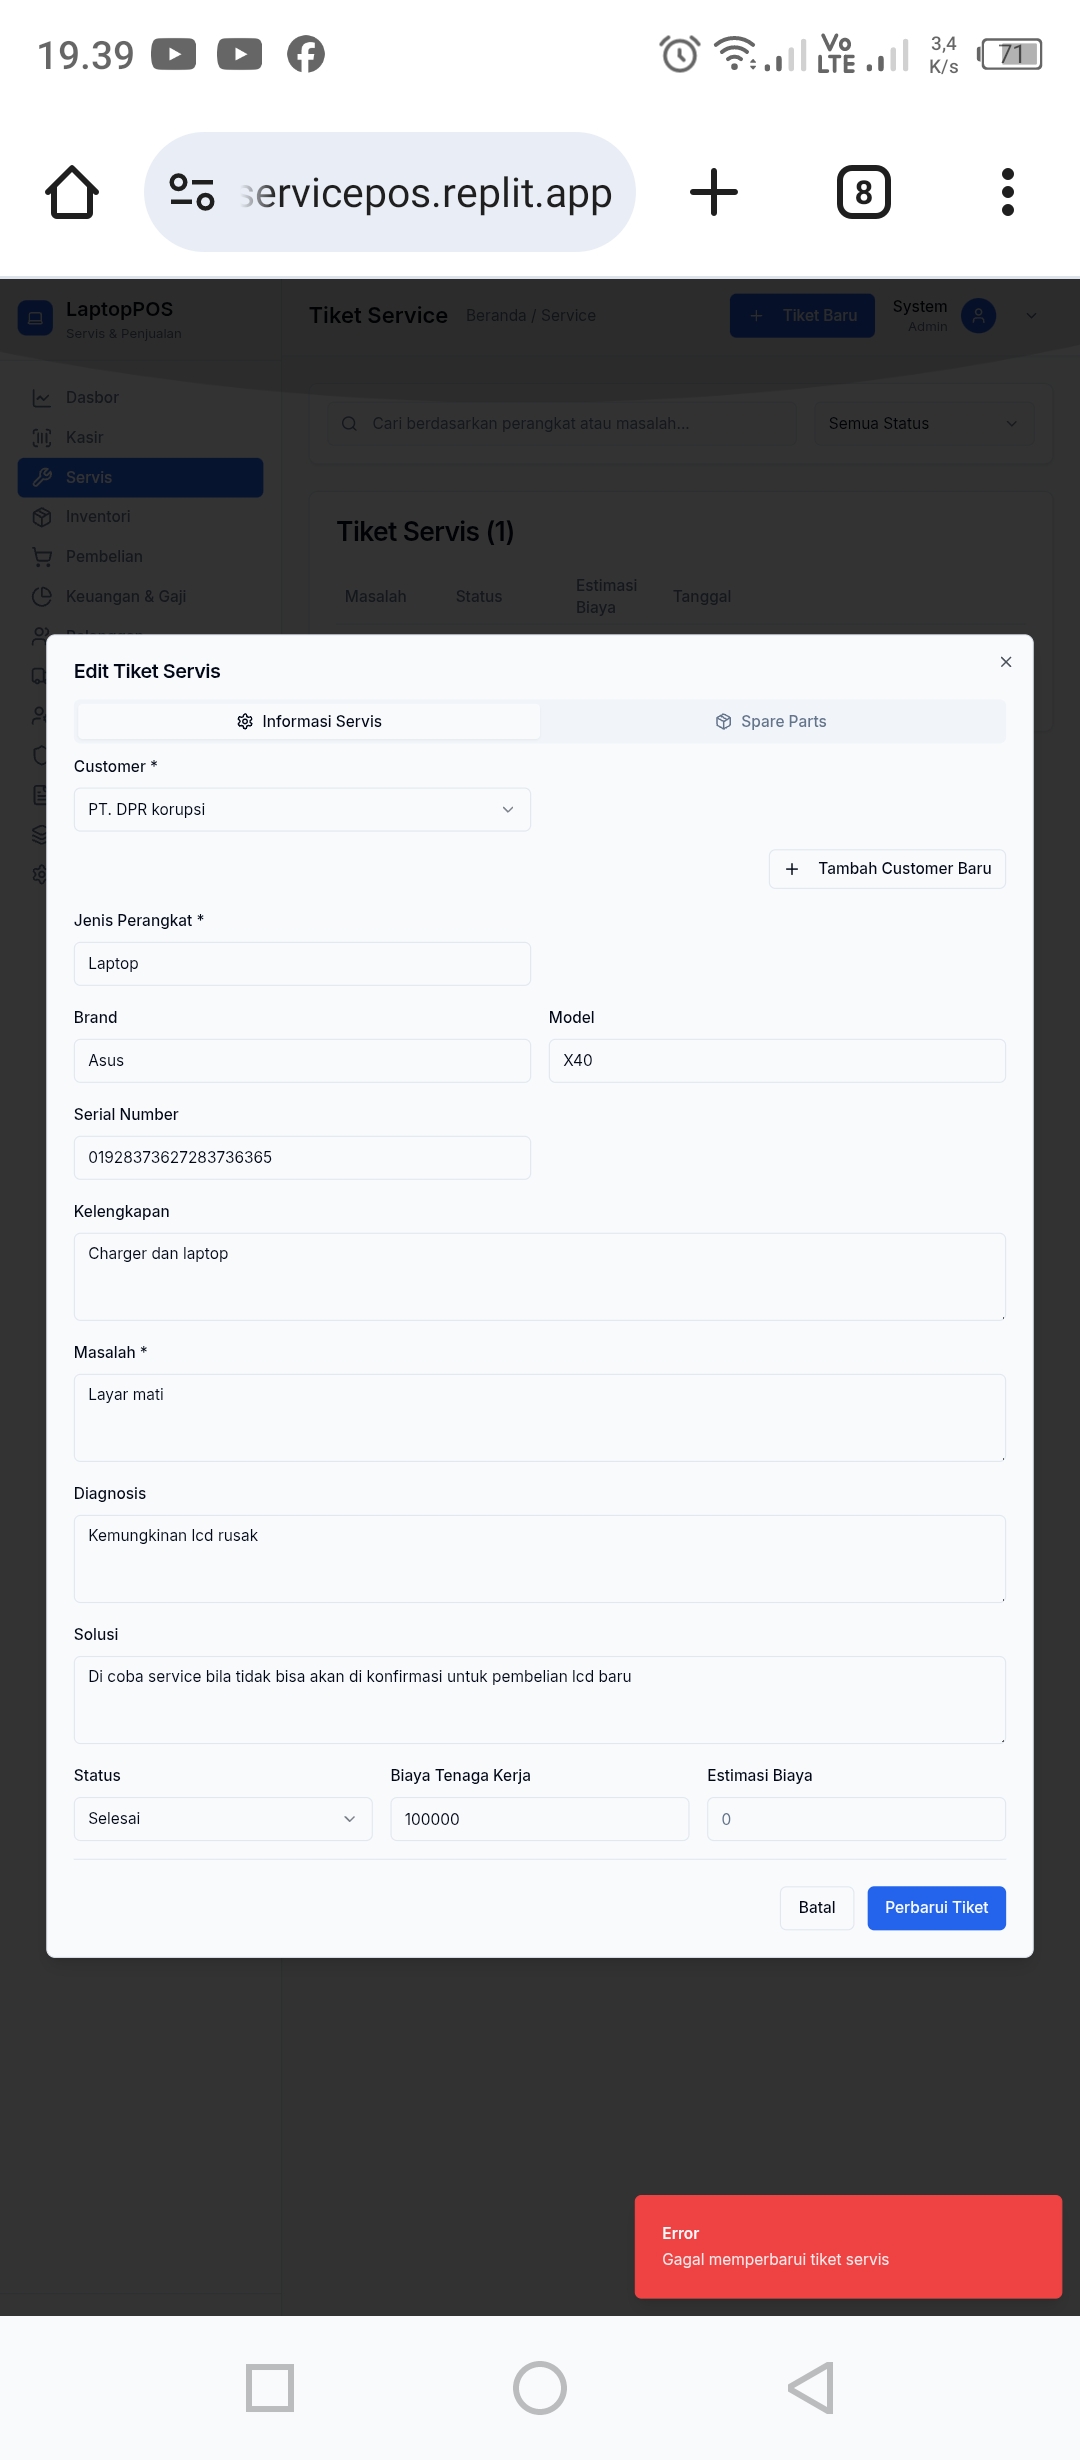 19.39
Vo
LTE
3,4
K/s
71
servicepos.replit.app
8
LaptopPOS
Servis & Penjualan
Tiket Service
Beranda / Service
Tiket Baru
System
Admin
Dasbor
Kasir
Servis
Inventori
Pembelian
Keuangan & Gaji
Cari berdasarkan perangkat atau masalah...
Semua Status
Tiket Servis (1)
Masalah
Status
Estimasi
Biaya
Tanggal
Edit Tiket Servis
Informasi Servis
Spare Parts
Customer *
PT. DPR korupsi
Tambah Customer Baru
Jenis Perangkat *
Laptop
Brand
Model
Asus
X40
Serial Number
01928373627283736365
Kelengkapan
Charger dan laptop
Masalah *
Layar mati
Diagnosis
Kemungkinan lcd rusak
Solusi
Di coba service bila tidak bisa akan di konfirmasi untuk pembelian lcd baru
Status
Biaya Tenaga Kerja
Estimasi Biaya
Selesai
100000
0
Batal
Perbarui Tiket
Error
Gagal memperbarui tiket servis